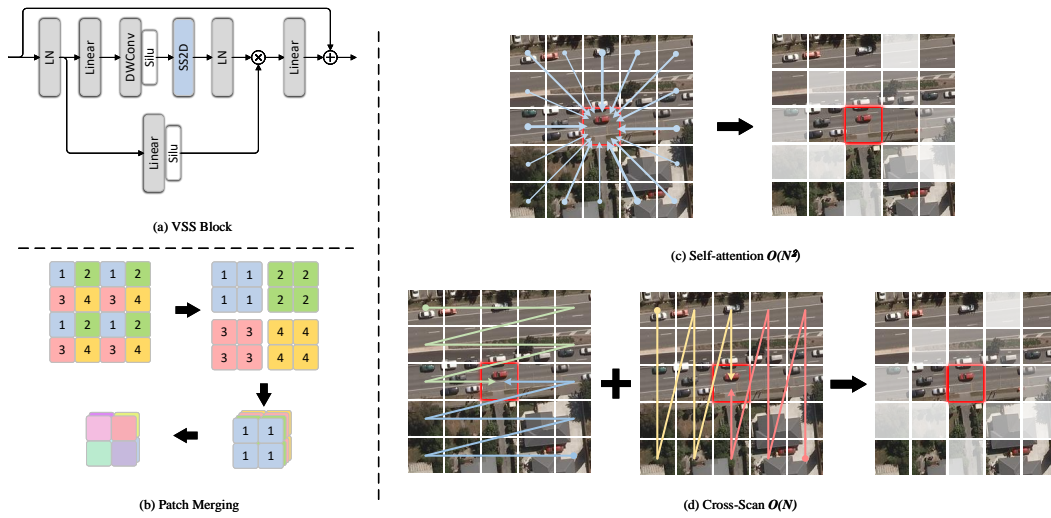 LN
Linear
DWConv
Silu
SS2D
LN
Linear
Linear
Silu
(a) VSS Block
1 2 1 2
3 4 3 4
1 2 1 2
3 4 3 4
1 1 2 2
1 1 2 2
3 3 4 4
3 3 4 4
1 1
1 1
(b) Patch Merging
(c) Self-attention O(N²)
(d) Cross-Scan O(N)